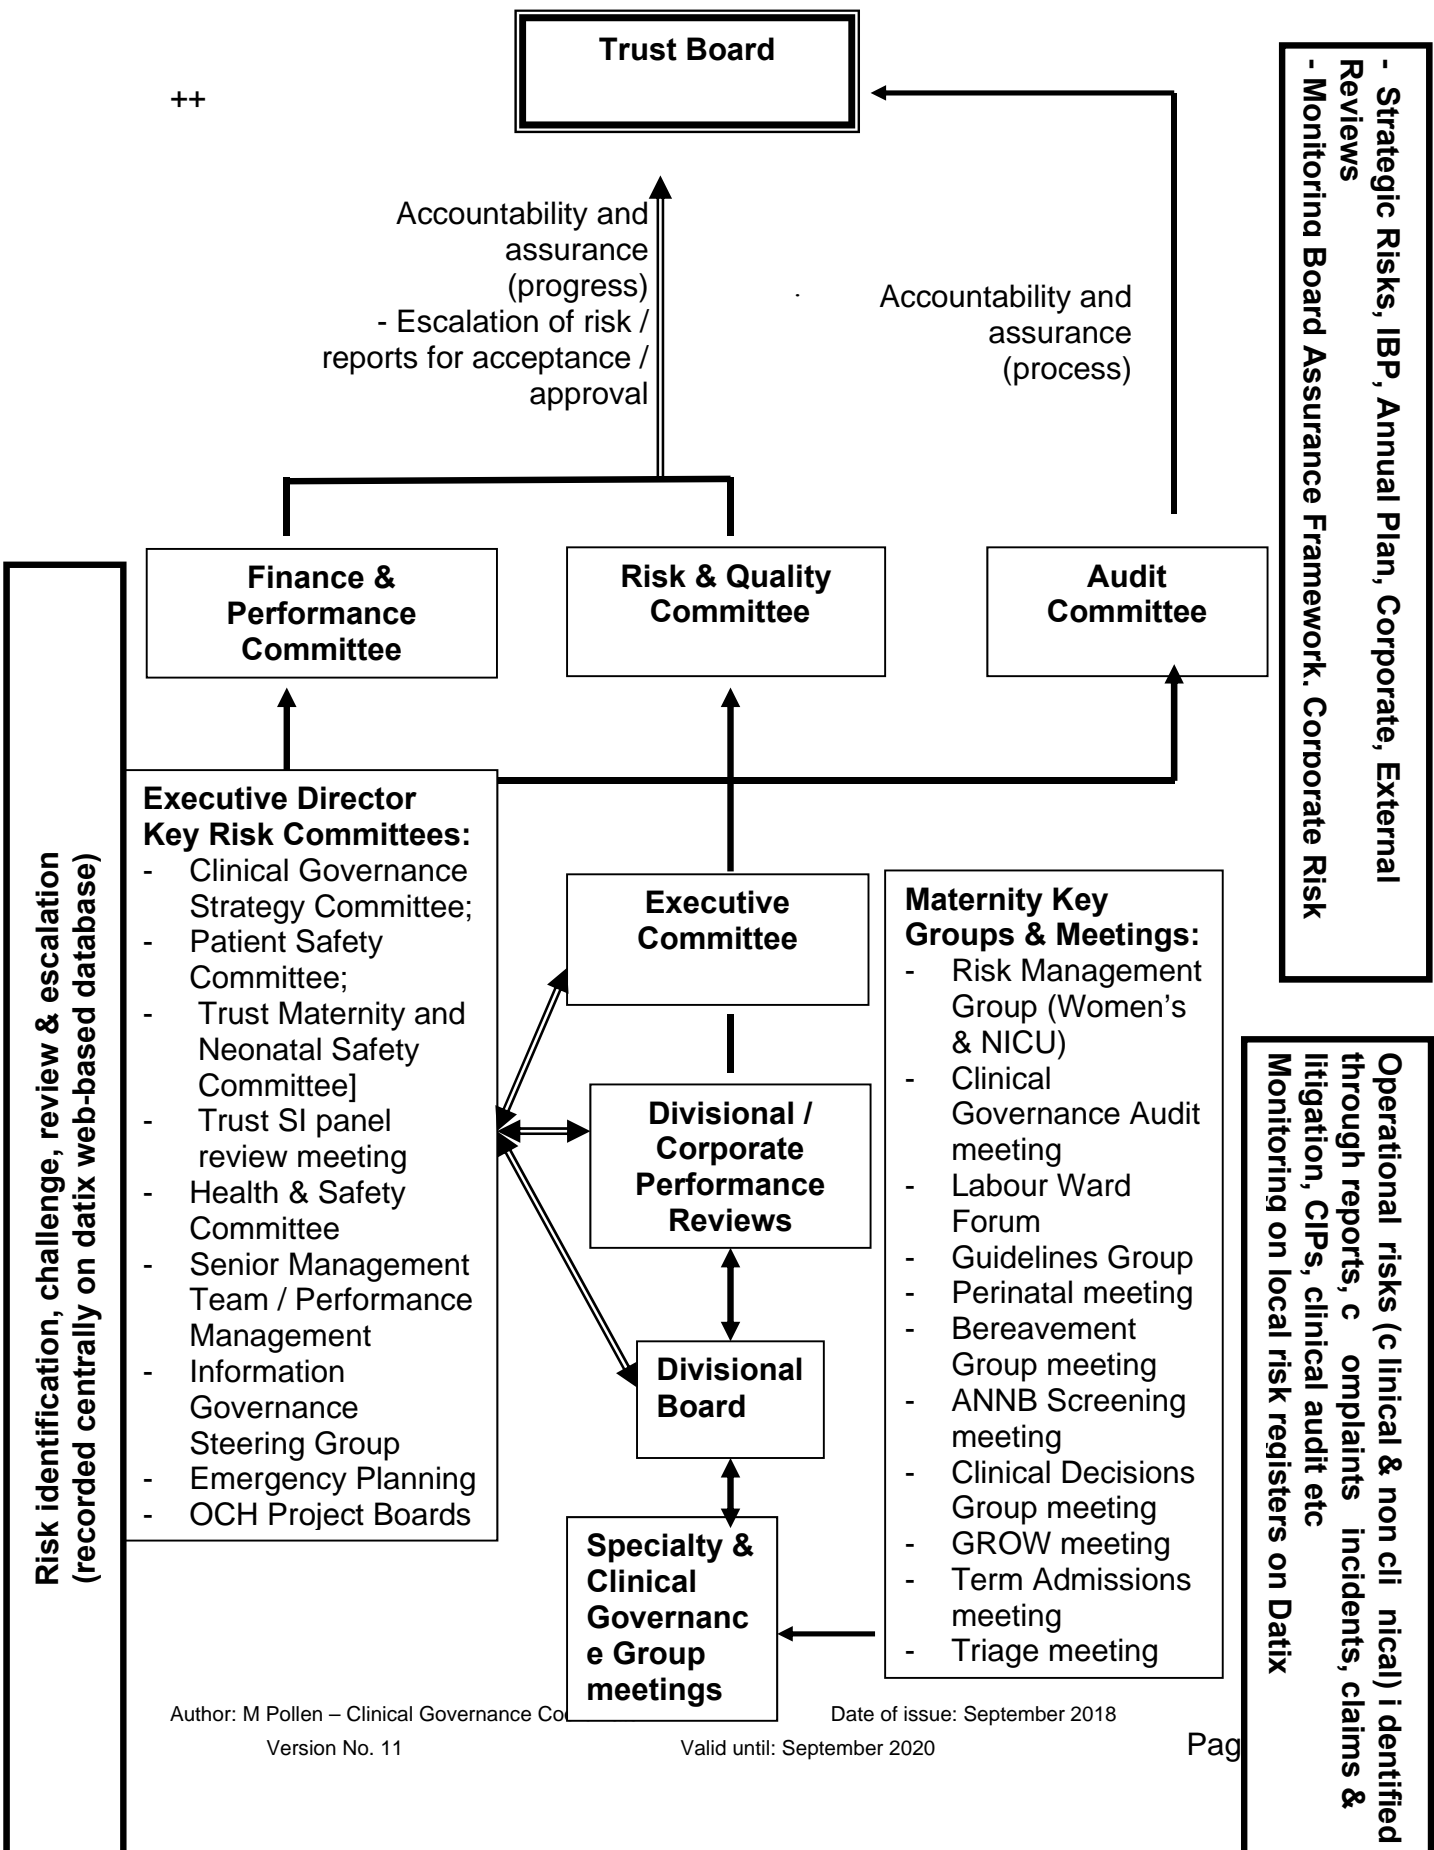 Trust Board
++
- Strategic Risks, IBP, Annual Plan, Corporate, External
Reviews
- Monitoring Board Assurance Framework. Corporate Risk
Accountability and
assurance
(progress)
- Escalation of risk /
reports for acceptance /
approval
Accountability and
assurance
(process)
Finance &
Performance
Committee
Risk & Quality
Committee
Audit
Committee
Risk identification, challenge, review & escalation
(recorded centrally on datix web-based database)
Executive Director
Key Risk Committees:
- Clinical Governance
Strategy Committee;
- Patient Safety
Committee;
- Trust Maternity and
Neonatal Safety
Committee]
- Trust SI panel
review meeting
- Health & Safety
Committee
- Senior Management
Team / Performance
Management
- Information
Governance
Steering Group
- Emergency Planning
- OCH Project Boards
Executive
Committee
Divisional /
Corporate
Performance
Reviews
Divisional
Board
Specialty &
Clinical
Governanc
e Group
meetings
Maternity Key
Groups & Meetings:
- Risk Management
Group (Women's
& NICU)
- Clinical
Governance Audit
meeting
- Labour Ward
Forum
- Guidelines Group
- Perinatal meeting
- Bereavement
Group meeting
- ANNB Screening
meeting
- Clinical Decisions
Group meeting
- GROW meeting
- Term Admissions
meeting
- Triage meeting
Operational risks (c linical & non cli nical) i dentified
through reports, c omplaints incidents, claims &
litigation, CIPs, clinical audit etc
Monitoring on local risk registers on Datix
Author: M Pollen – Clinical Governance Coo
Date of issue: September 2018
Version No. 11
Valid until: September 2020
Pag